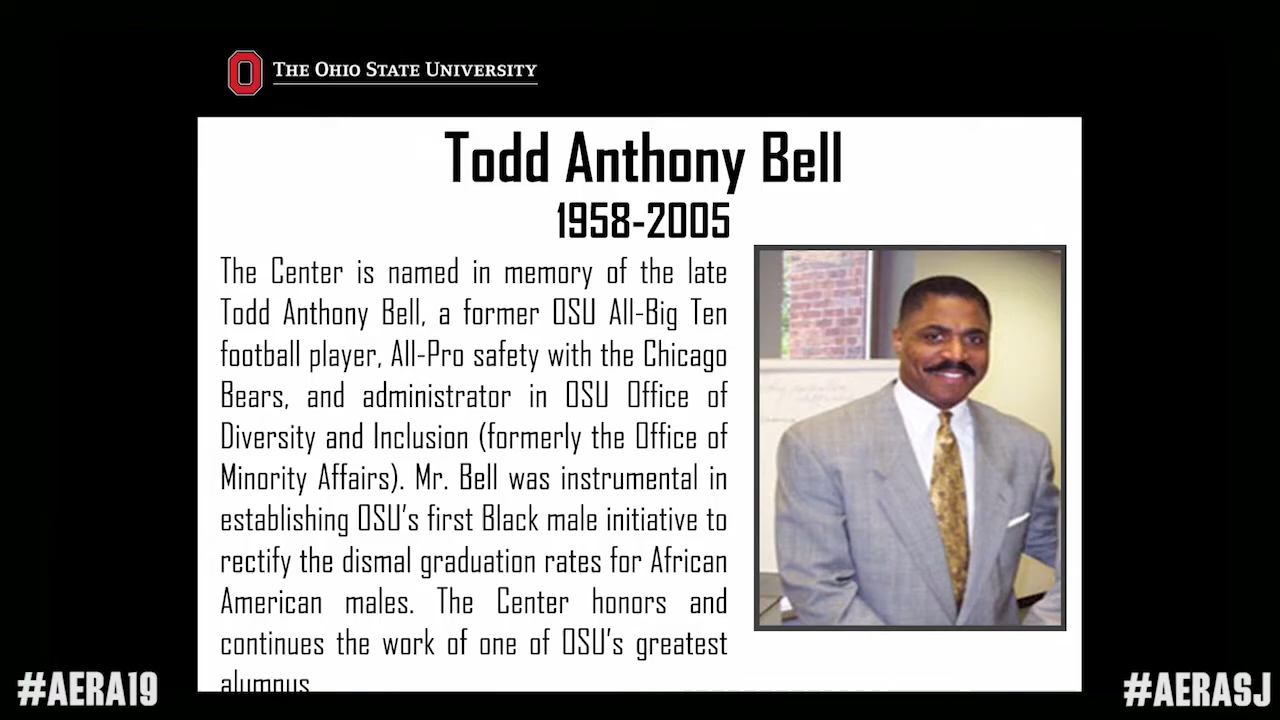 THE OHIO STATE UNIVERSITY
Todd Anthony Bell
1958-2005
The Center is named in memory of the late
Todd Anthony Bell, a former OSU All-Big Ten
football player, All-Pro safety with the Chicago
Bears, and administrator in OSU Office of
Diversity and Inclusion (formerly the Office of
Minority Affairs). Mr. Bell was instrumental in
establishing OSU's first Black male initiative to
rectify the dismal graduation rates for African
American males. The Center honors and
continues the work of one of OSU's greatest
alumnus
#AERA19
#AERASJ